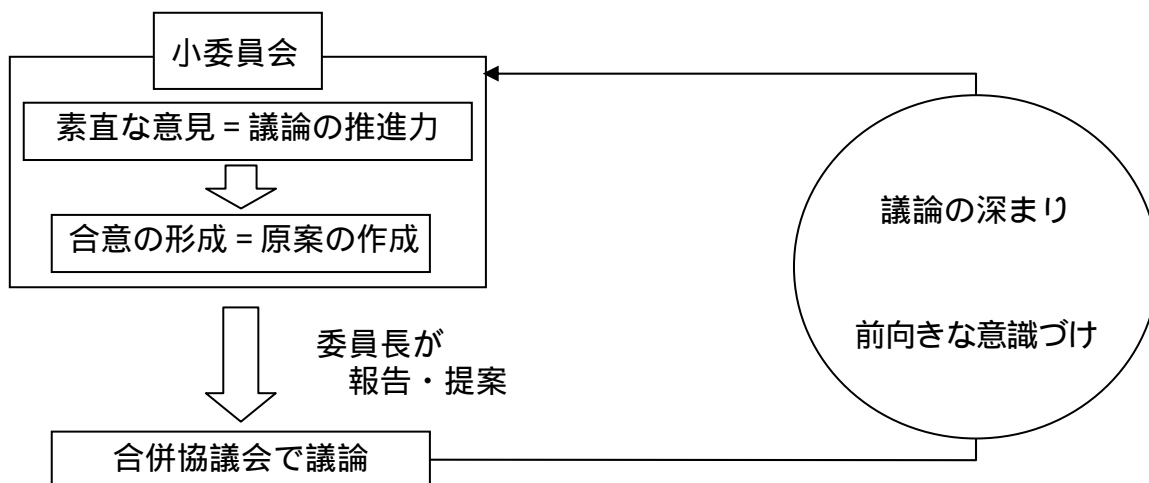 小委員会
素直な意見 = 議論の推進力
合意の形成 = 原案の作成
委員長が
報告・提案
合併協議会で議論
議論の深まり
前向きな意識づけ